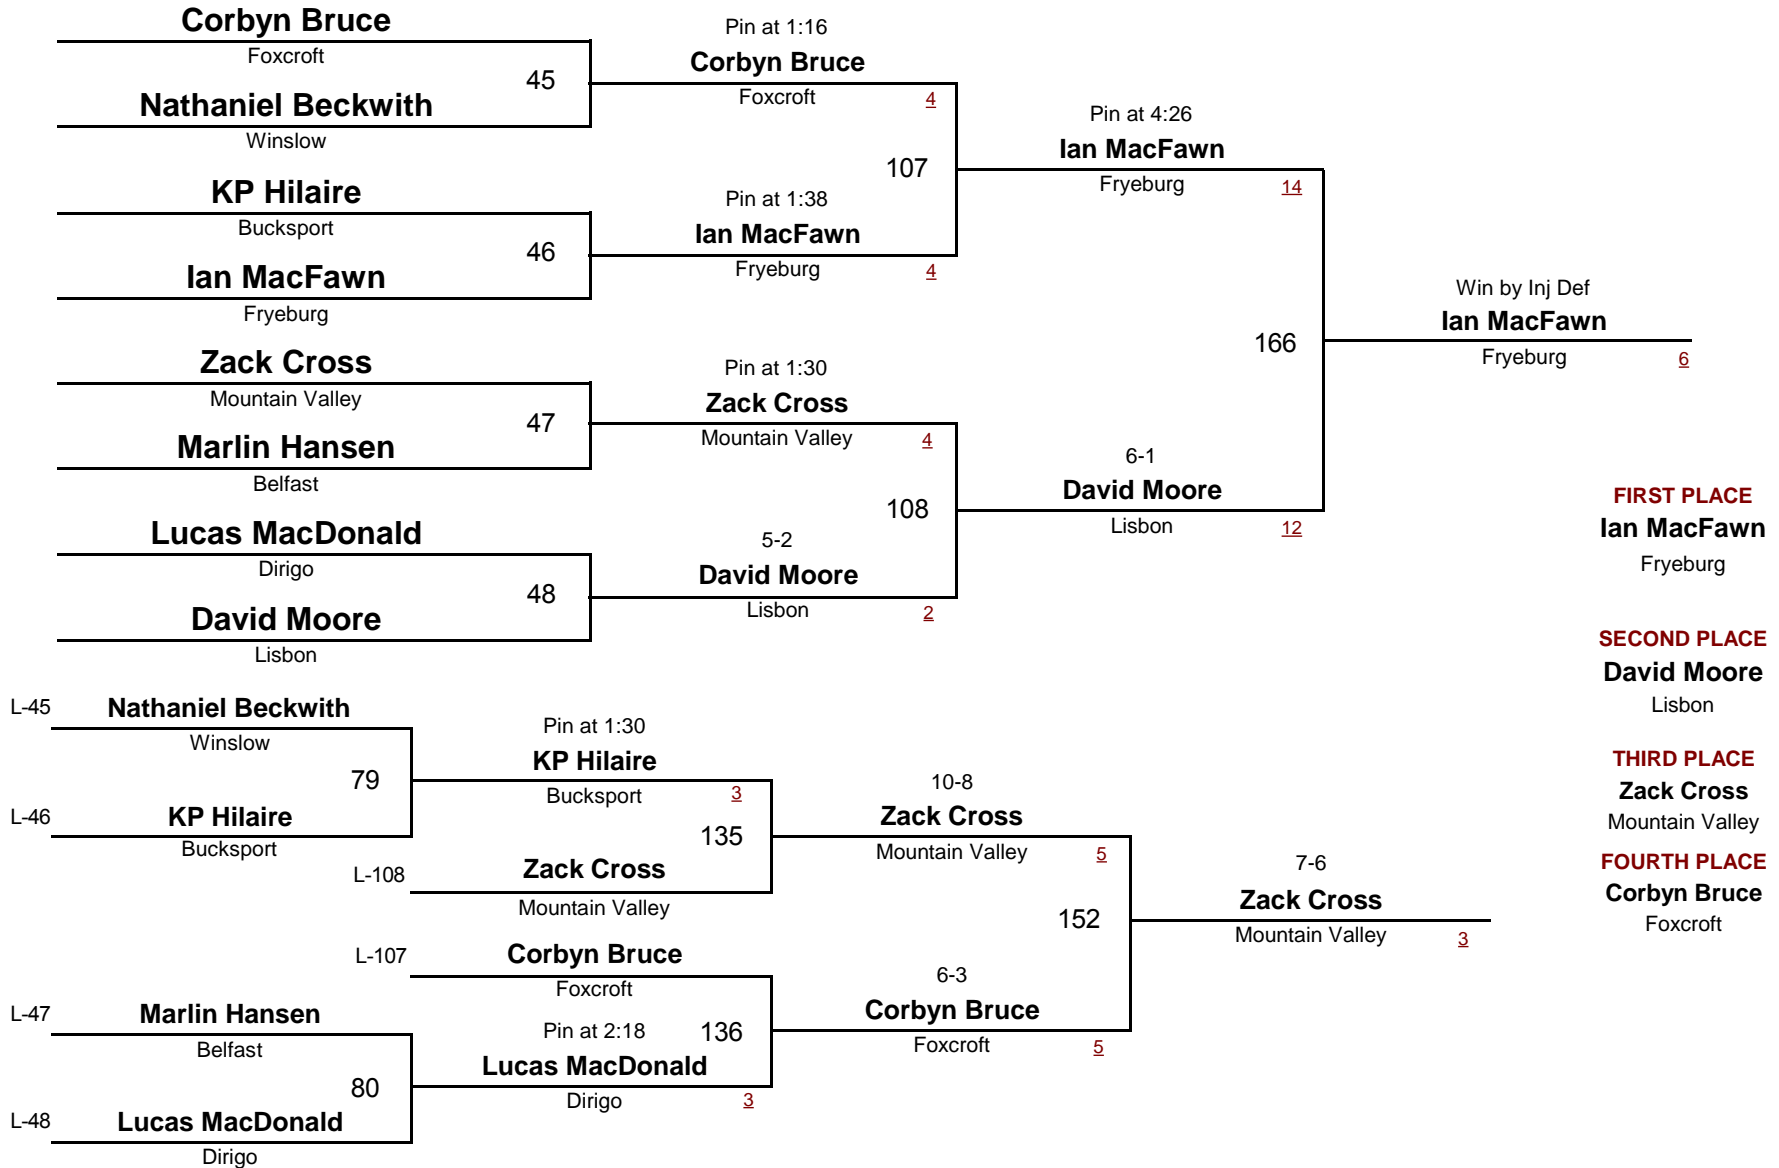 Corbyn Bruce
Foxcroft
45
Nathaniel Beckwith
Winslow
KP Hilaire
Bucksport
46
Ian MacFawn
Fryeburg
Zack Cross
Mountain Valley
47
Marlin Hansen
Belfast
Lucas MacDonald
Dirigo
48
David Moore
Lisbon
Pin at 1:16
Corbyn Bruce
Foxcroft
4
107
Pin at 1:38
Ian MacFawn
Fryeburg
4
Pin at 1:30
Zack Cross
Mountain Valley
4
108
5-2
David Moore
Lisbon
2
Pin at 4:26
Ian MacFawn
Fryeburg
14
166
6-1
David Moore
Lisbon
12
Win by Inj Def
Ian MacFawn
Fryeburg
6
FIRST PLACE
Ian MacFawn
Fryeburg
SECOND PLACE
David Moore
Lisbon
THIRD PLACE
Zack Cross
Mountain Valley
FOURTH PLACE
Corbyn Bruce
Foxcroft
L-45
Nathaniel Beckwith
Winslow
79
L-46
KP Hilaire
Bucksport
Pin at 1:30
KP Hilaire
Bucksport
3
135
L-108
Zack Cross
Mountain Valley
L-107
Corbyn Bruce
Foxcroft
L-47
Marlin Hansen
Belfast
80
L-48
Lucas MacDonald
Dirigo
Pin at 2:18
136
Lucas MacDonald
Dirigo
3
10-8
Zack Cross
Mountain Valley
5
152
6-3
Corbyn Bruce
Foxcroft
5
7-6
Zack Cross
Mountain Valley
3